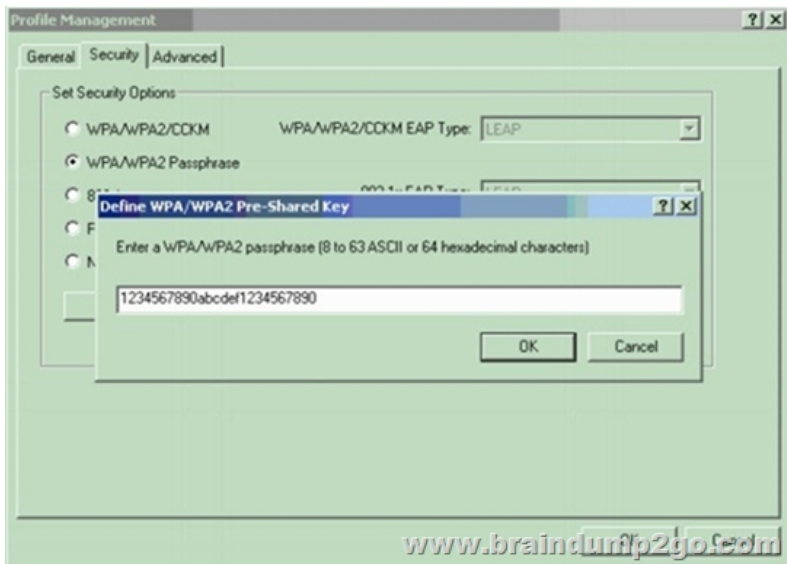 Profile Management
General Security Advanced
Set Security Options
WPA/WPA2/CCKM WPA/WPA2/CCKM EAP Type: LEAP
WPA/WPA2 Passphrase
Define WPA/WPA2 Pre-Shared Key
Enter a WPA/WPA2 passphrase (8 to 63 ASCII or 64 hexadecimal characters)
1234567890abcdef1234567890
OK Cancel
www.braindump2go.com